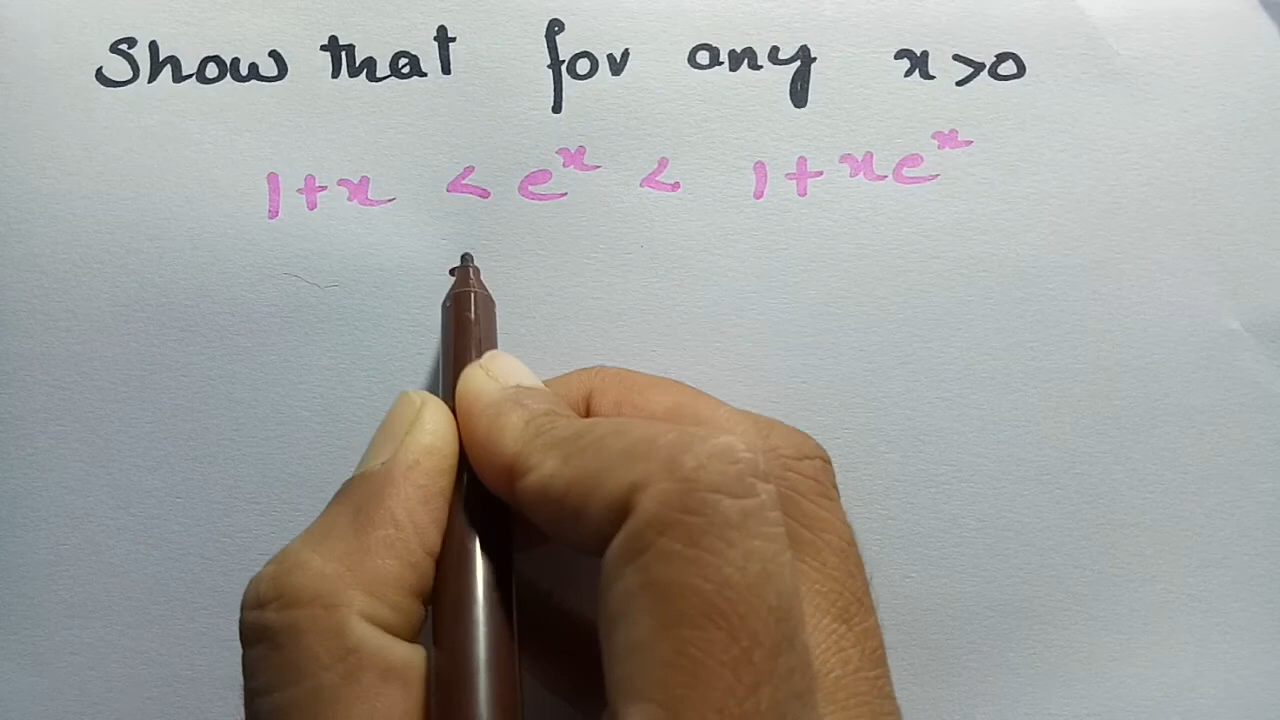 Show that for any x>0
1+x < e^x < 1+xe^x